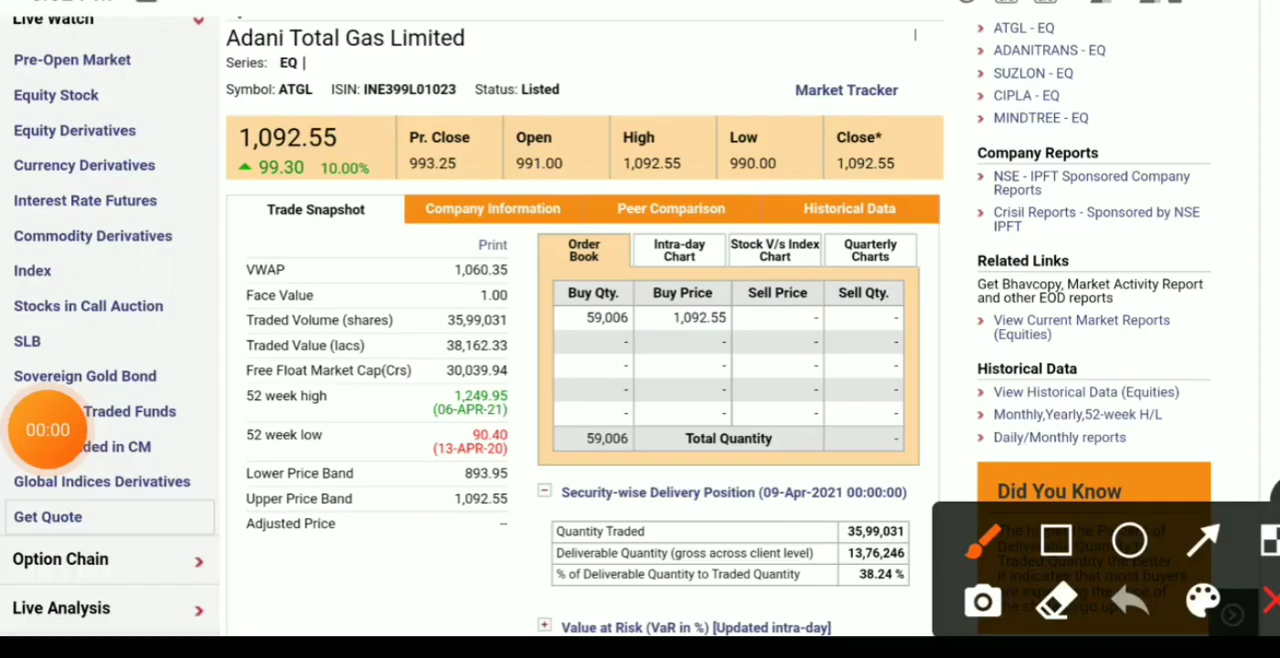 Live Watch
Pre-Open Market
Equity Stock
Equity Derivatives
Currency Derivatives
Interest Rate Futures
Commodity Derivatives
Index
Stocks in Call Auction
SLB
Sovereign Gold Bond
Traded Funds
00:00
ded in CM
Global Indices Derivatives
Get Quote
Option Chain
Live Analysis
Adani Total Gas Limited
Series: EQ |
Symbol: ATGL ISIN: INE399L01023 Status: Listed
Market Tracker
1,092.55
99.30 10.00%
Pr. Close Open High Low Close*
993.25 991.00 1,092.55 990.00 1,092.55
Trade Snapshot Company Information Peer Comparison Historical Data
Print
VWAP 1,060.35
Face Value 1.00
Traded Volume (shares) 35,99,031
Traded Value (lacs) 38,162.33
Free Float Market Cap(Crs) 30,039.94
52 week high 1,249.95
(06-APR-21)
52 week low 90.40
(13-APR-20)
Lower Price Band 893.95
Upper Price Band 1,092.55
Adjusted Price --
Order Book
Intra-day Chart
Stock V/s Index Chart
Quarterly Charts
Buy Qty. Buy Price Sell Price Sell Qty.
59,006 1,092.55 - -
- - - -
- - - -
- - - -
- - - -
59,006 Total Quantity -
Security-wise Delivery Position (09-Apr-2021 00:00:00)
Quantity Traded 35,99,031
Deliverable Quantity (gross across client level) 13,76,246
% of Deliverable Quantity to Traded Quantity 38.24 %
Value at Risk (VaR in %) [Updated intra-day]
ATGL - EQ
ADANITRANS - EQ
SUZLON - EQ
CIPLA - EQ
MINDTREE - EQ
Company Reports
NSE - IPFT Sponsored Company
Reports
Crisil Reports - Sponsored by NSE
IPFT
Related Links
Get Bhavcopy, Market Activity Report
and other EOD reports
View Current Market Reports
(Equities)
Historical Data
View Historical Data (Equities)
Monthly,Yearly,52-week H/L
Daily/Monthly reports
Did You Know